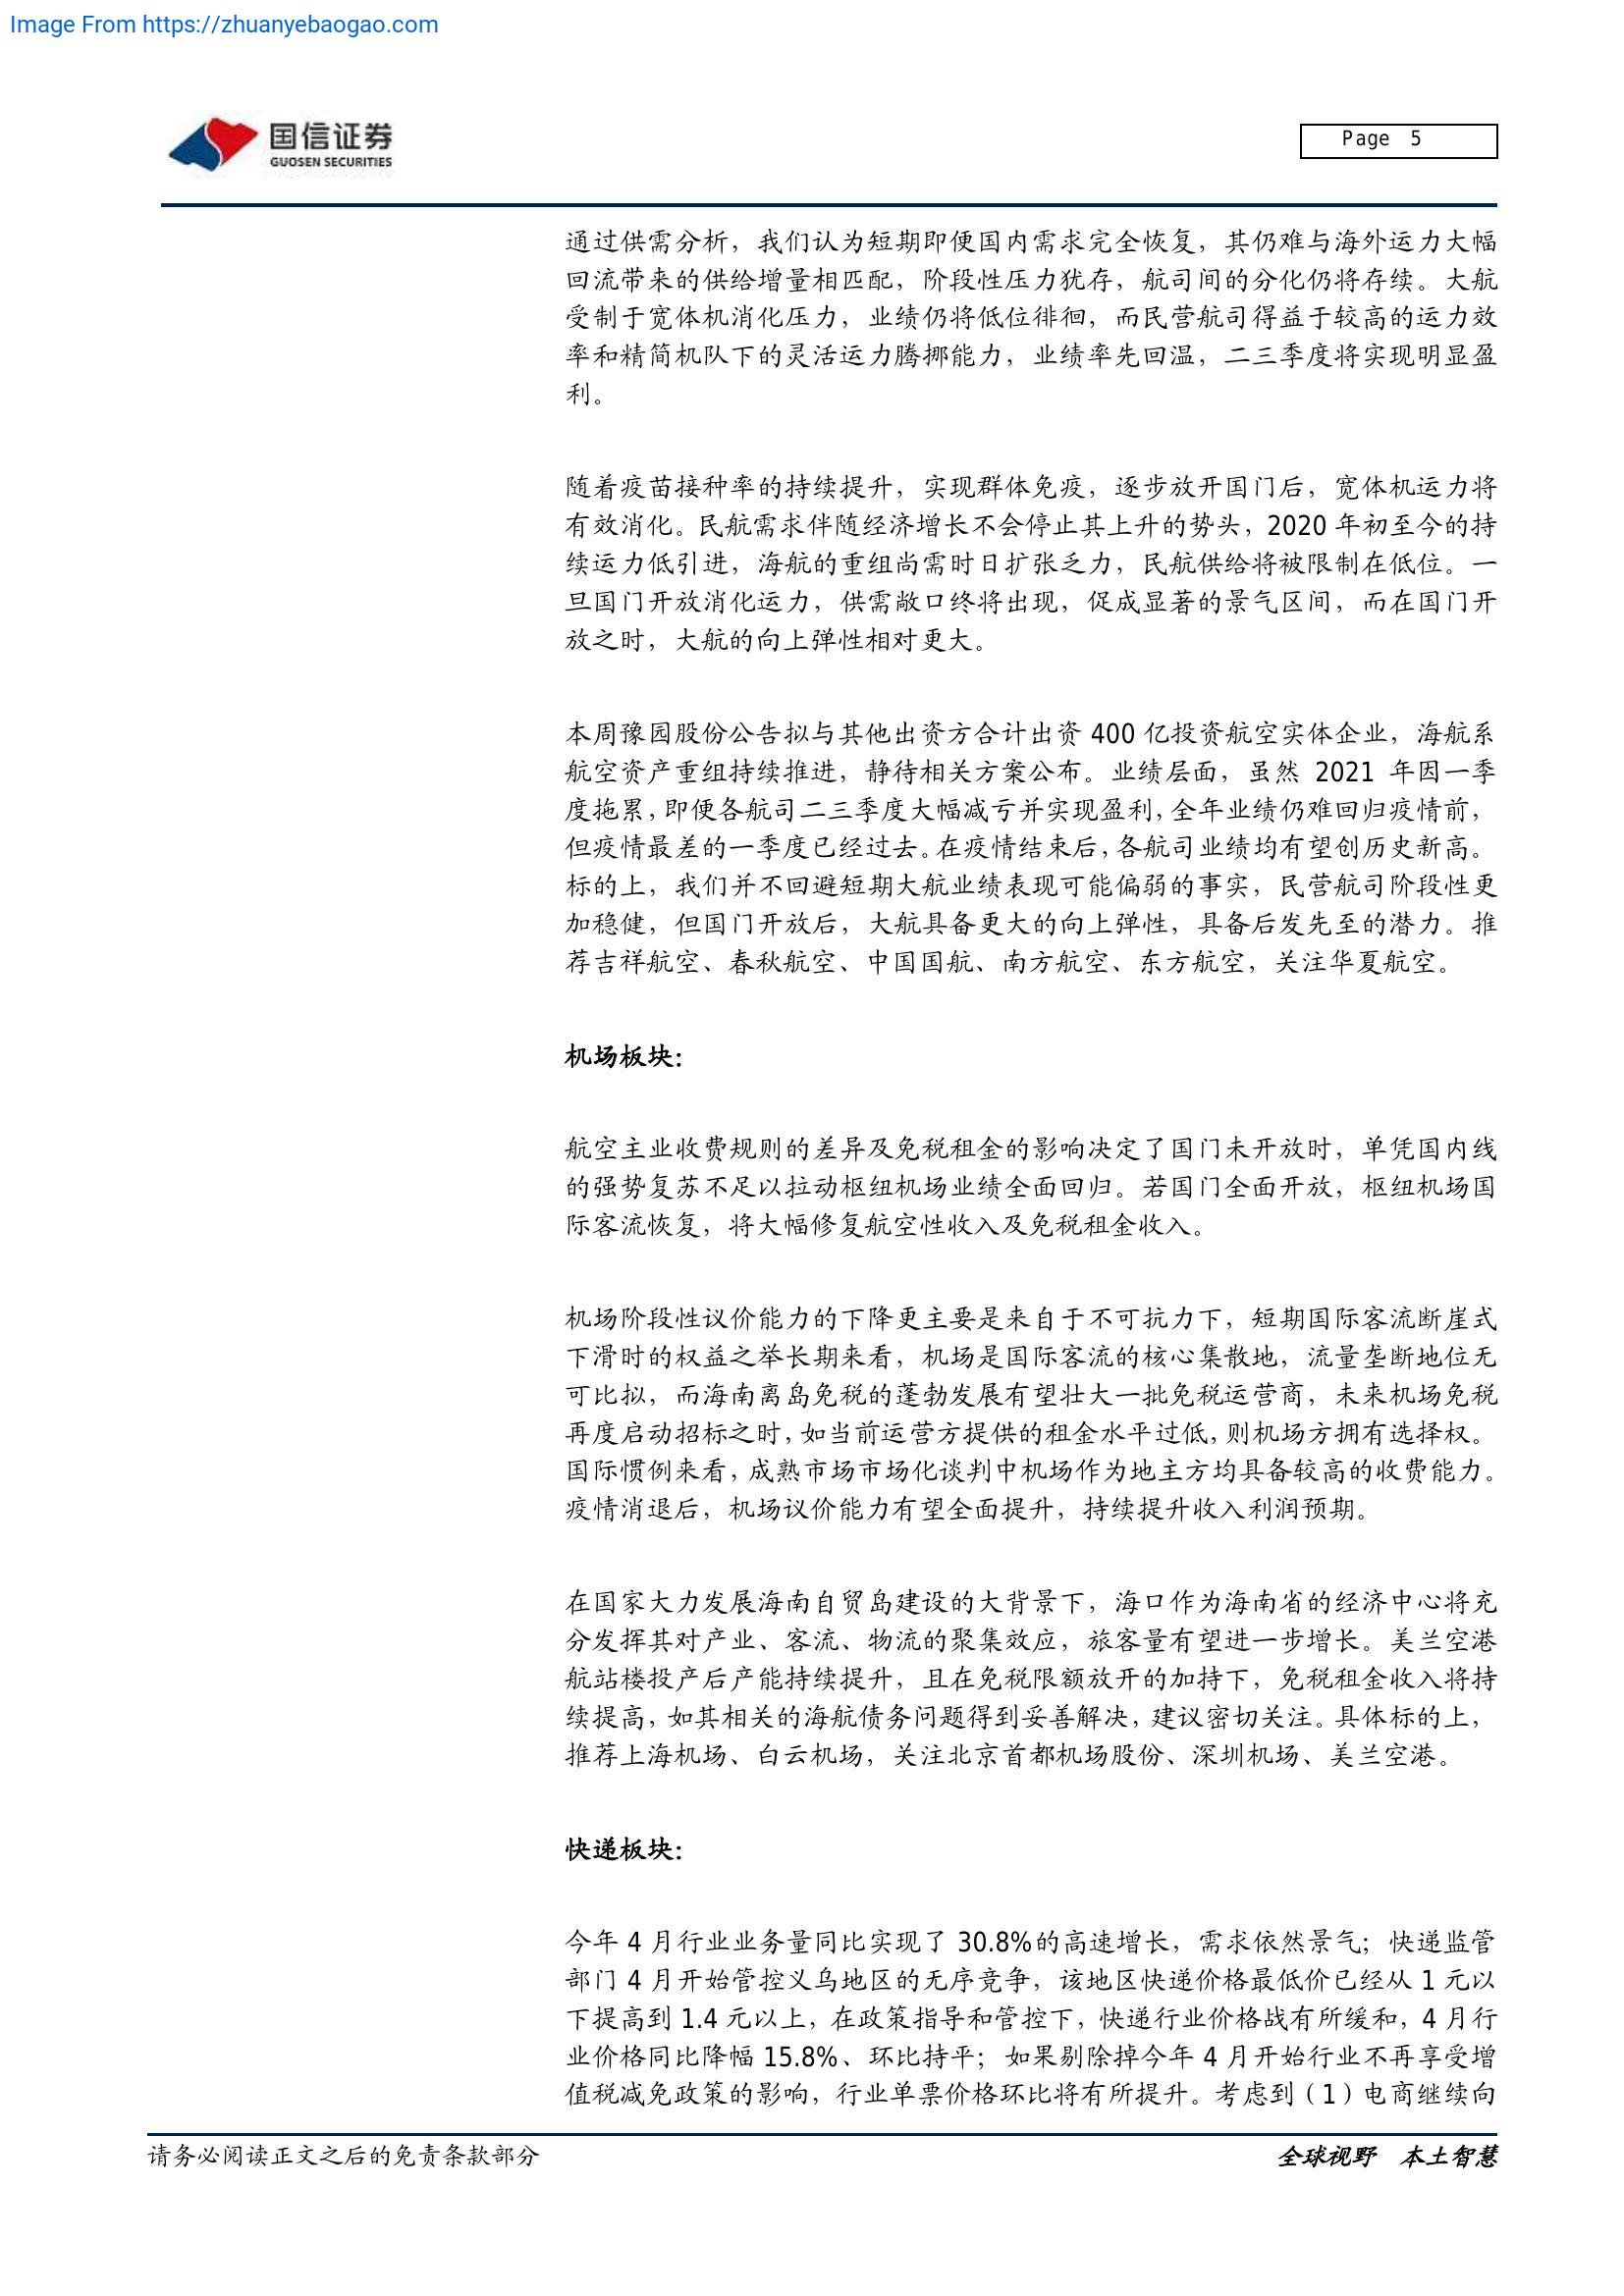 Image From https://zhuanyebaogao.com
国信证券
GUOSEN SECURITIES
Page 5
通过供需分析，我们认为短期即便国内需求完全恢复，其仍难与海外运力大幅
回流带来的供给增量相匹配，阶段性压力犹存，航司间的分化仍将存续。大航
受制于宽体机消化压力，业绩仍将低位徘徊，而民营航司得益于较高的运力效
率和精简机队下的灵活运力腾挪能力，业绩率先回温，二三季度将实现明显盈
利。
随着疫苗接种率的持续提升，实现群体免疫，逐步放开国门后，宽体机运力将
有效消化。民航需求伴随经济增长不会停止其上升的势头，2020 年初至今的持
续运力低引进，海航的重组尚需时日扩张乏力，民航供给将被限制在低位。一
旦国门开放消化运力，供需敞口终将出现，促成显著的景气区间，而在国门开
放之时，大航的向上弹性相对更大。
本周豫园股份公告拟与其他出资方合计出资 400 亿投资航空实体企业，海航系
航空资产重组持续推进，静待相关方案公布。业绩层面，虽然 2021 年因一季
度拖累，即便各航司二三季度大幅减亏并实现盈利，全年业绩仍难回归疫情前，
但疫情最差的一季度已经过去。在疫情结束后，各航司业绩均有望创历史新高。
标的上，我们并不回避短期大航业绩表现可能偏弱的事实，民营航司阶段性更
加稳健，但国门开放后，大航具备更大的向上弹性，具备后发先至的潜力。推
荐吉祥航空、春秋航空、中国国航、南方航空、东方航空，关注华夏航空。
机场板块：
航空主业收费规则的差异及免税租金的影响决定了国门未开放时，单凭国内线
的强势复苏不足以拉动枢纽机场业绩全面回归。若国门全面开放，枢纽机场国
际客流恢复，将大幅修复航空性收入及免税租金收入。
机场阶段性议价能力的下降更主要是来自于不可抗力下，短期国际客流断崖式
下滑时的权益之举长期来看，机场是国际客流的核心集散地，流量垄断地位无
可比拟，而海南离岛免税的蓬勃发展有望壮大一批免税运营商，未来机场免税
再度启动招标之时，如当前运营方提供的租金水平过低，则机场方拥有选择权。
国际惯例来看，成熟市场市场化谈判中机场作为地主方均具备较高的收费能力。
疫情消退后，机场议价能力有望全面提升，持续提升收入利润预期。
在国家大力发展海南自贸岛建设的大背景下，海口作为海南省的经济中心将充
分发挥其对产业、客流、物流的聚集效应，旅客量有望进一步增长。美兰空港
航站楼投产后产能持续提升，且在免税限额放开的加持下，免税租金收入将持
续提高，如其相关的海航债务问题得到妥善解决，建议密切关注。具体标的上，
推荐上海机场、白云机场，关注北京首都机场股份、深圳机场、美兰空港。
快递板块：
今年 4 月行业业务量同比实现了 30.8%的高速增长，需求依然景气；快递监管
部门 4 月开始管控义乌地区的无序竞争，该地区快递价格最低价已经从 1 元以
下提高到 1.4 元以上，在政策指导和管控下，快递行业价格战有所缓和，4 月行
业价格同比降幅 15.8%、环比持平；如果剔除掉今年 4 月开始行业不再享受增
值税减免政策的影响，行业单票价格环比将有所提升。考虑到（1）电商继续向
请务必阅读正文之后的免责条款部分
全球视野 本土智慧